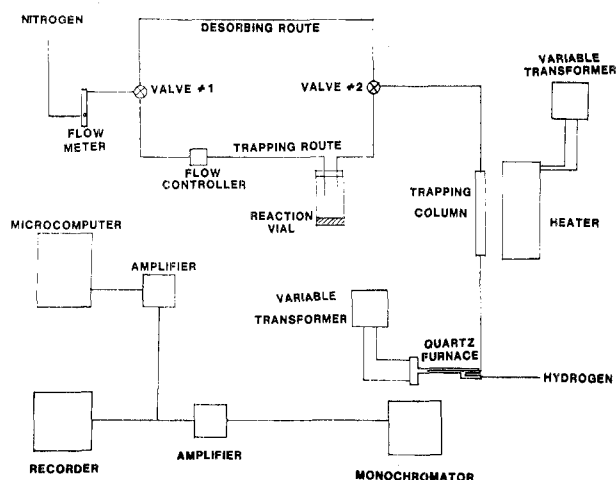 NITROGEN
DESORBING ROUTE
VARIABLE
TRANSFORMER
VALVE #1
VALVE #2
FLOW
METER
TRAPPING ROUTE
FLOW
CONTROLLER
TRAPPING
COLUMN
HEATER
REACTION
VIAL
MICROCOMPUTER
AMPLIFIER
VARIABLE
TRANSFORMER
QUARTZ
FURNACE
HYDROGEN
RECORDER
AMPLIFIER
MONOCHROMATOR